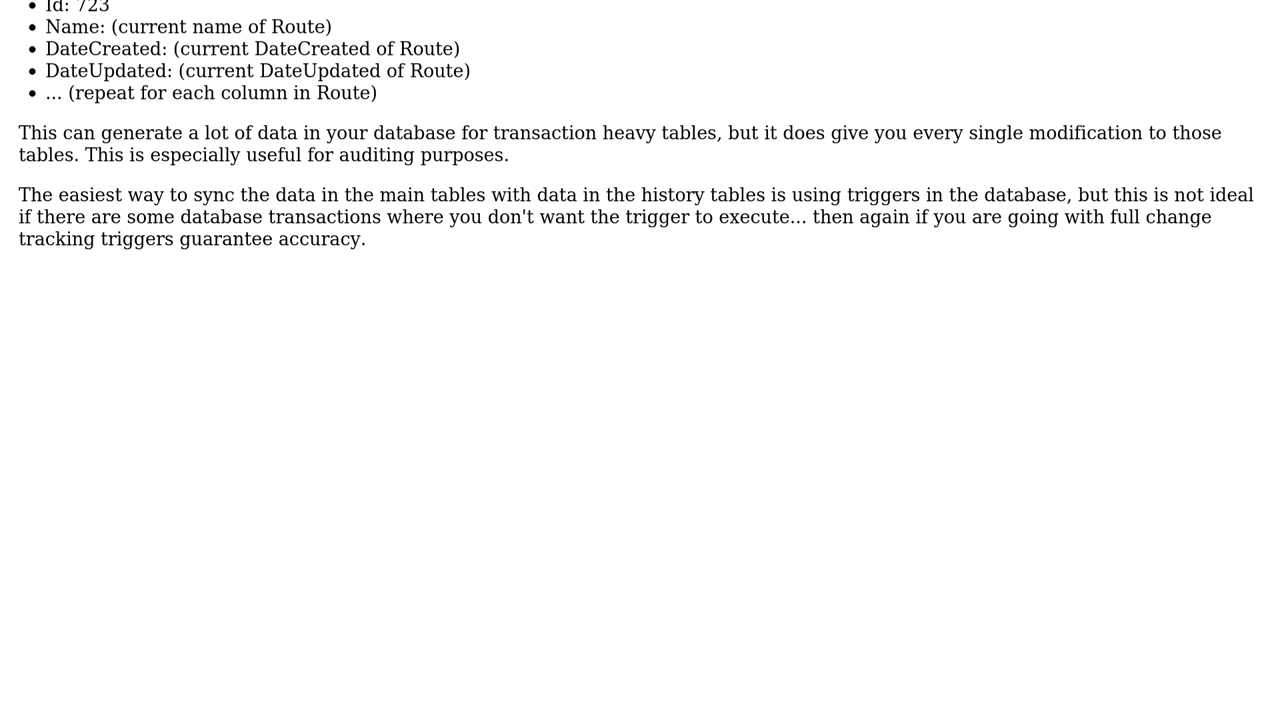 • Id: 723
• Name: (current name of Route)
• DateCreated: (current DateCreated of Route)
• DateUpdated: (current DateUpdated of Route)
• ... (repeat for each column in Route)
This can generate a lot of data in your database for transaction heavy tables, but it does give you every single modification to those
tables. This is especially useful for auditing purposes.
The easiest way to sync the data in the main tables with data in the history tables is using triggers in the database, but this is not ideal
if there are some database transactions where you don't want the trigger to execute... then again if you are going with full change
tracking triggers guarantee accuracy.